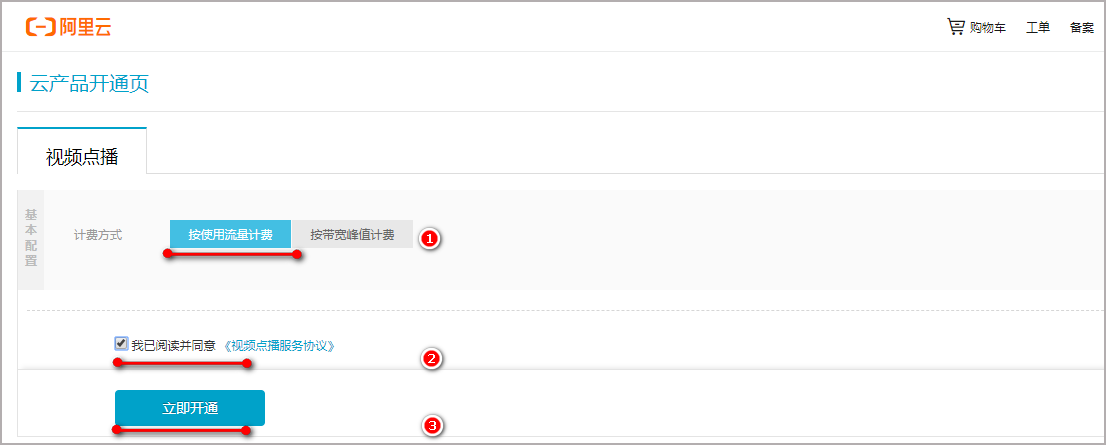 阿里云
购物车 工单 备案
云产品开通页
视频点播
基本配置
计费方式 按使用流量计费 按带宽峰值计费 1
我已阅读并同意 《视频点播服务协议》 2
立即开通 3